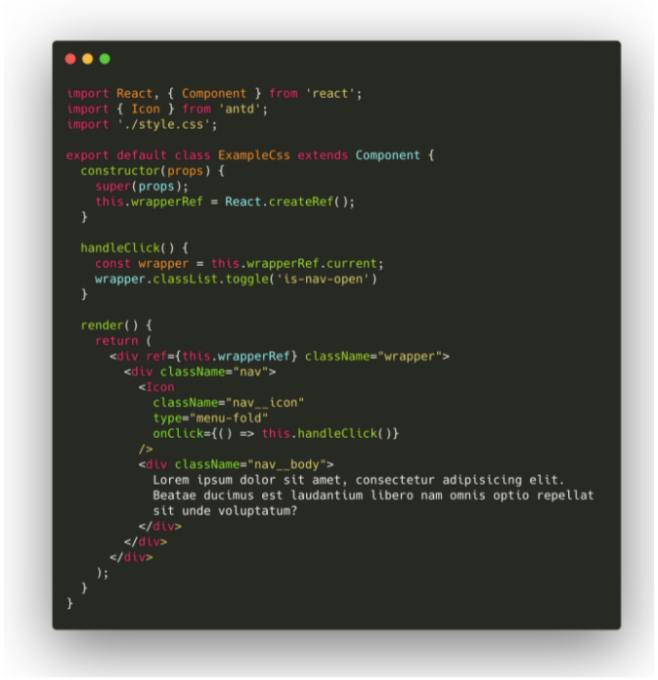 import React, { Component } from 'react';
import { Icon } from 'antd';
import './style.css';

export default class ExampleCss extends Component {
  constructor(props) {
    super(props);
    this.wrapperRef = React.createRef();
  }

  handleClick() {
    const wrapper = this.wrapperRef.current;
    wrapper.classList.toggle('is-nav-open')
  }

  render() {
    return (
      <div ref={this.wrapperRef} className="wrapper">
        <div className="nav">
          <Icon
            className="nav__icon"
            type="menu-fold"
            onClick={() => this.handleClick()}
          />
          <div className="nav__body">
            Lorem ipsum dolor sit amet, consectetur adipisicing elit.
            Beatae ducimus est laudantium libero nam omnis optio repellat
            sit unde voluptatum?
          </div>
        </div>
      </div>
    );
  }
}